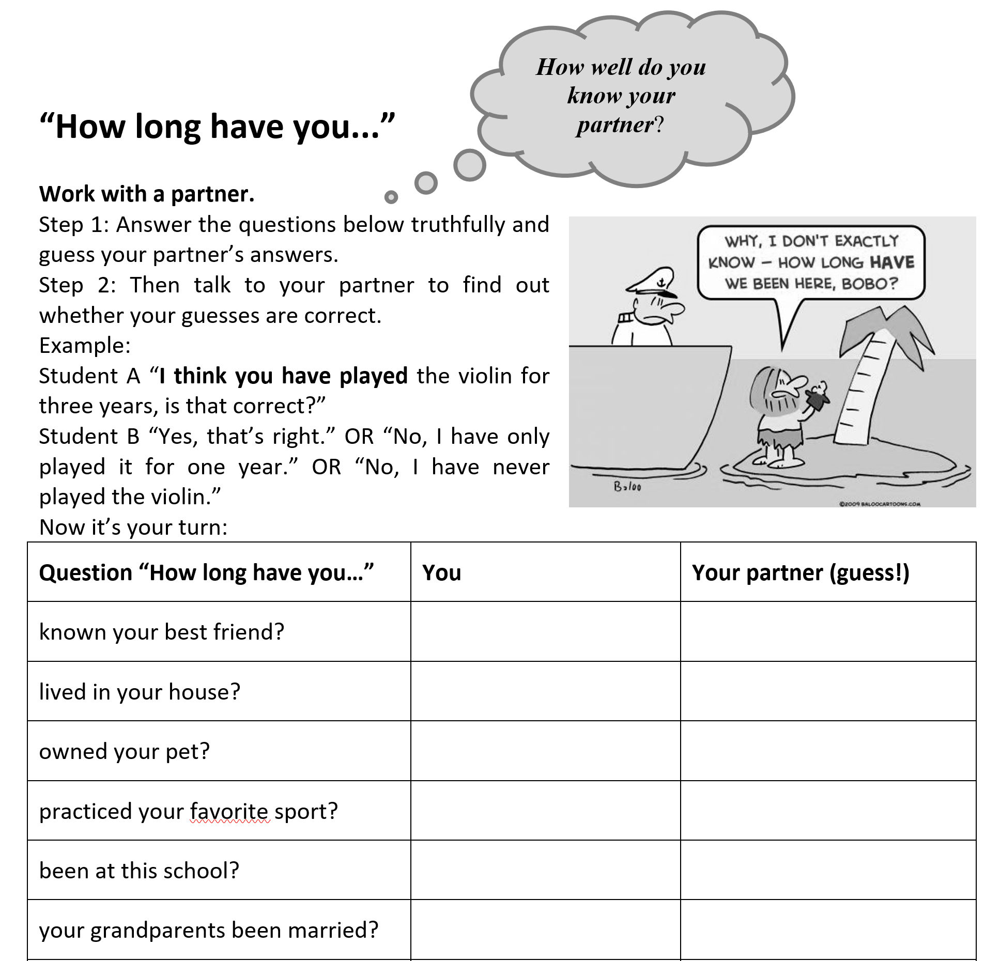 How well do you
know your
partner?
“How long have you...”
Work with a partner.
Step 1: Answer the questions below truthfully and
guess your partner’s answers.
Step 2: Then talk to your partner to find out
whether your guesses are correct.
Example:
Student A “I think you have played the violin for
three years, is that correct?”
Student B “Yes, that’s right.” OR “No, I have only
played it for one year.” OR “No, I have never
played the violin.”
Now it’s your turn:
WHY, I DON'T EXACTLY
KNOW – HOW LONG HAVE
WE BEEN HERE, BOBO?
Baloo
©2009 BALOOCARTOONS.COM
Question “How long have you…” You Your partner (guess!)
known your best friend?
lived in your house?
owned your pet?
practiced your favorite sport?
been at this school?
your grandparents been married?